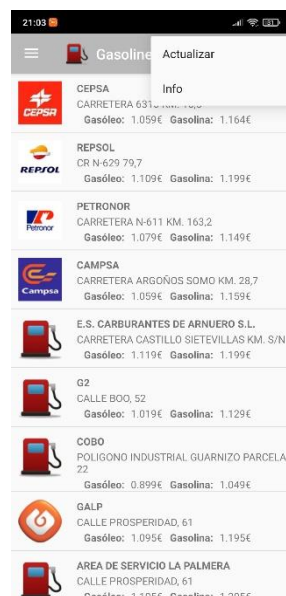 21:03
Gasoline
Actualizar
Info
CEPSA
CEPSA
CARRETERA 6315
Gasóleo: 1.059€ Gasolina: 1.164€
REPSOL
REPSOL
CR N-629 79,7
Gasóleo: 1.109€ Gasolina: 1.199€
PETRONOR
Petronor
CARRETERA N-611 KM. 163,2
Gasóleo: 1.079€ Gasolina: 1.149€
CAMPSA
Campsa
CARRETERA ARGOÑOS SOMO KM. 28,7
Gasóleo: 1.059€ Gasolina: 1.159€
E.S. CARBURANTES DE ARNUERO S.L.
CARRETERA CASTILLO SIETEVILLAS KM. S/N
Gasóleo: 1.119€ Gasolina: 1.199€
G2
CALLE BOO, 52
Gasóleo: 1.019€ Gasolina: 1.129€
COBO
POLIGONO INDUSTRIAL GUARNIZO PARCELA
22
Gasóleo: 0.899€ Gasolina: 1.049€
GALP
CALLE PROSPERIDAD, 61
Gasóleo: 1.095€ Gasolina: 1.195€
AREA DE SERVICIO LA PALMERA
CALLE PROSPERIDAD, 61